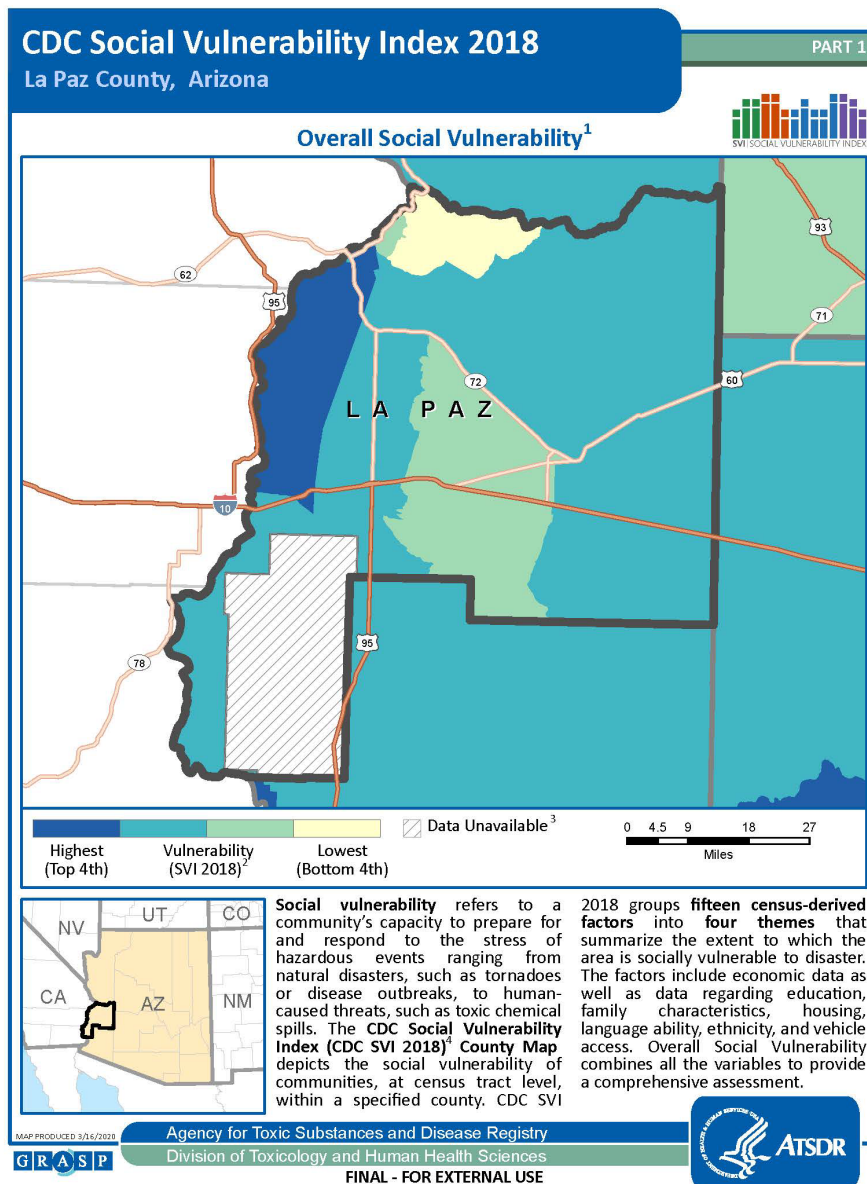 CDC Social Vulnerability Index 2018
La Paz County, Arizona
PART 1
Overall Social Vulnerability1
SVI | SOCIAL VULNERABILITY INDEX
93
62
95
71
72
60
LA PAZ
10
95
78
Highest
(Top 4th)
Vulnerability
(SVI 2018)2
Lowest
(Bottom 4th)
Data Unavailable3
0 4.5 9 18 27
Miles
NV
UT
CO
CA
AZ
NM
Social vulnerability refers to a
community's capacity to prepare for
and respond to the stress of
hazardous events ranging from
natural disasters, such as tornadoes
or disease outbreaks, to human-
caused threats, such as toxic chemical
spills. The CDC Social Vulnerability
Index (CDC SVI 2018)4 County Map
depicts the social vulnerability of
communities, at census tract level,
within a specified county. CDC SVI
2018 groups fifteen census-derived
factors into four themes that
summarize the extent to which the
area is socially vulnerable to disaster.
The factors include economic data as
well as data regarding education,
family characteristics, housing,
language ability, ethnicity, and vehicle
access. Overall Social Vulnerability
combines all the variables to provide
a comprehensive assessment.
MAP PRODUCED 3/16/2020
GRASP
Agency for Toxic Substances and Disease Registry
Division of Toxicology and Human Health Sciences
FINAL - FOR EXTERNAL USE
DEPARTMENT OF HEALTH & HUMAN SERVICES USA
ATSDR